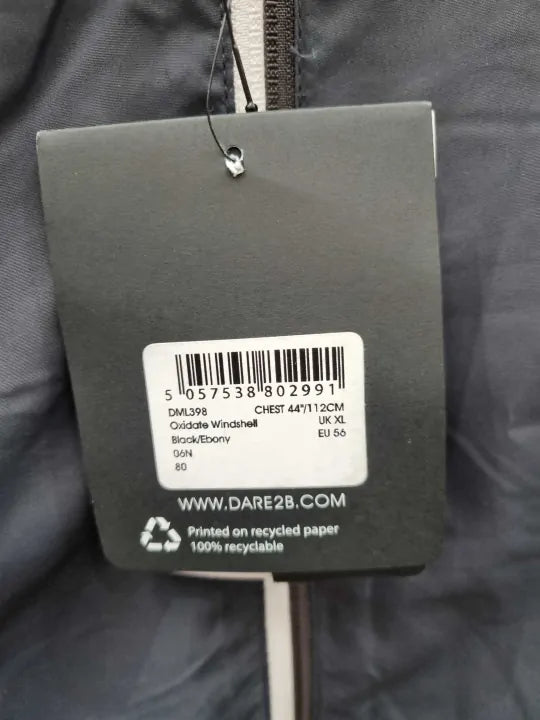 5 057538 802991
DML398 CHEST 44"/112CM
Oxidate Windshell UK XL
Black/Ebony EU 56
06N
80
WWW.DARE2B.COM
Printed on recycled paper
100% recyclable